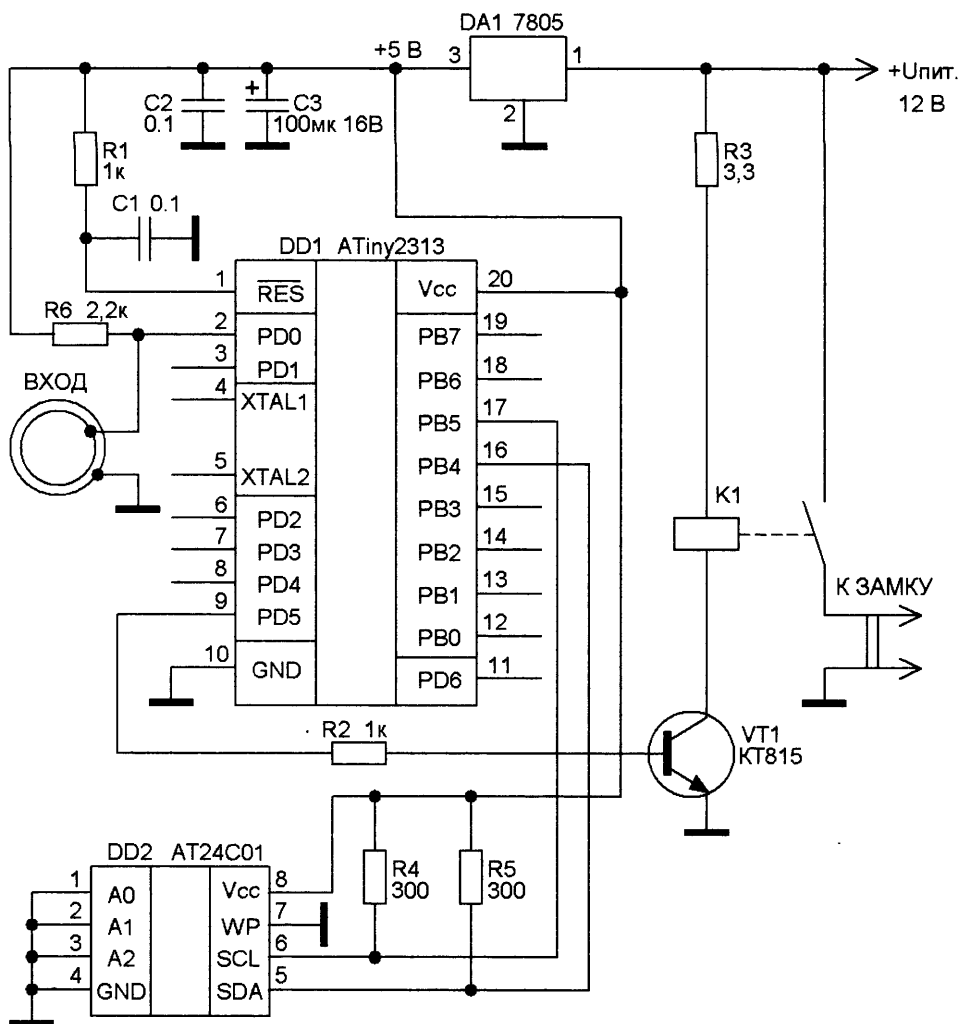 DA1 7805
+5 В
3
1
2
+Uпит.
12 В
C2
0.1
+
C3
100мк 16В
R1
1к
R3
3,3
C1 0.1
DD1 ATiny2313
1
RES
Vcc
20
R6 2,2к
2
PD0
PB7
19
3
PD1
PB6
18
4
XTAL1
ВХОД
PB5
17
PB4
16
5
XTAL2
PB3
15
K1
6
PD2
PB2
14
7
PD3
8
PD4
PB1
13
К ЗАМКУ
9
PD5
PB0
12
10
GND
PD6
11
R2 1к
VT1
КТ815
DD2 AT24C01
R4
300
R5
300
1
A0
Vcc
8
2
A1
WP
7
3
A2
SCL
6
4
GND
SDA
5